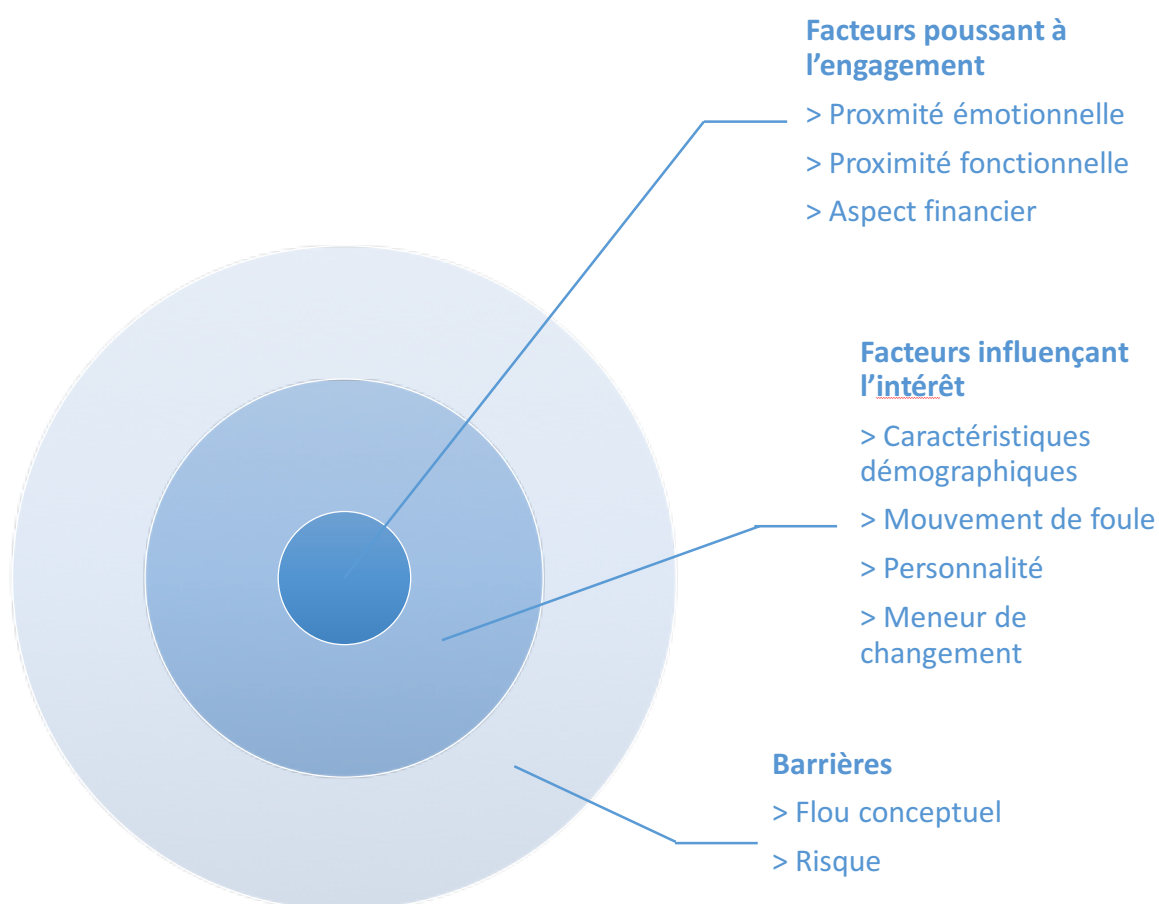 Facteurs poussant à
l’engagement
> Proxmité émotionnelle
> Proximité fonctionnelle
> Aspect financier
Facteurs influençant
l’intérêt
> Caractéristiques
démographiques
> Mouvement de foule
> Personnalité
> Meneur de
changement
Barrières
> Flou conceptuel
> Risque